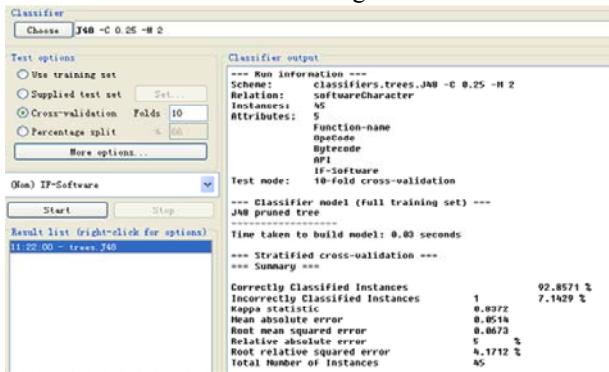 Classifier
Choose J48 -C 0.25 -M 2
Test options
Use training set
Supplied test set Set...
Cross-validation Folds 10
Percentage split % 66
More options...
(Nom) IF-Software
Start Stop
Result list (right-click for options)
11:22:00 - trees.J48
Classifier output
=== Run information ===
Scheme: classifiers.trees.J48 -C 0.25 -M 2
Relation: softwareCharacter
Instances: 45
Attributes: 5
Function-name
OpeCode
Bytecode
API
IF-Software
Test mode: 10-fold cross-validation
=== Classifier model (full training set) ===
J48 pruned tree
------------------
Time taken to build model: 0.03 seconds
=== Stratified cross-validation ===
=== Summary ===
Correctly Classified Instances 92.8571 %
Incorrectly Classified Instances 1 7.1429 %
Kappa statistic 0.8372
Mean absolute error 0.0514
Root mean squared error 0.0673
Relative absolute error 5 %
Root relative squared error 4.1712 %
Total Number of Instances 45